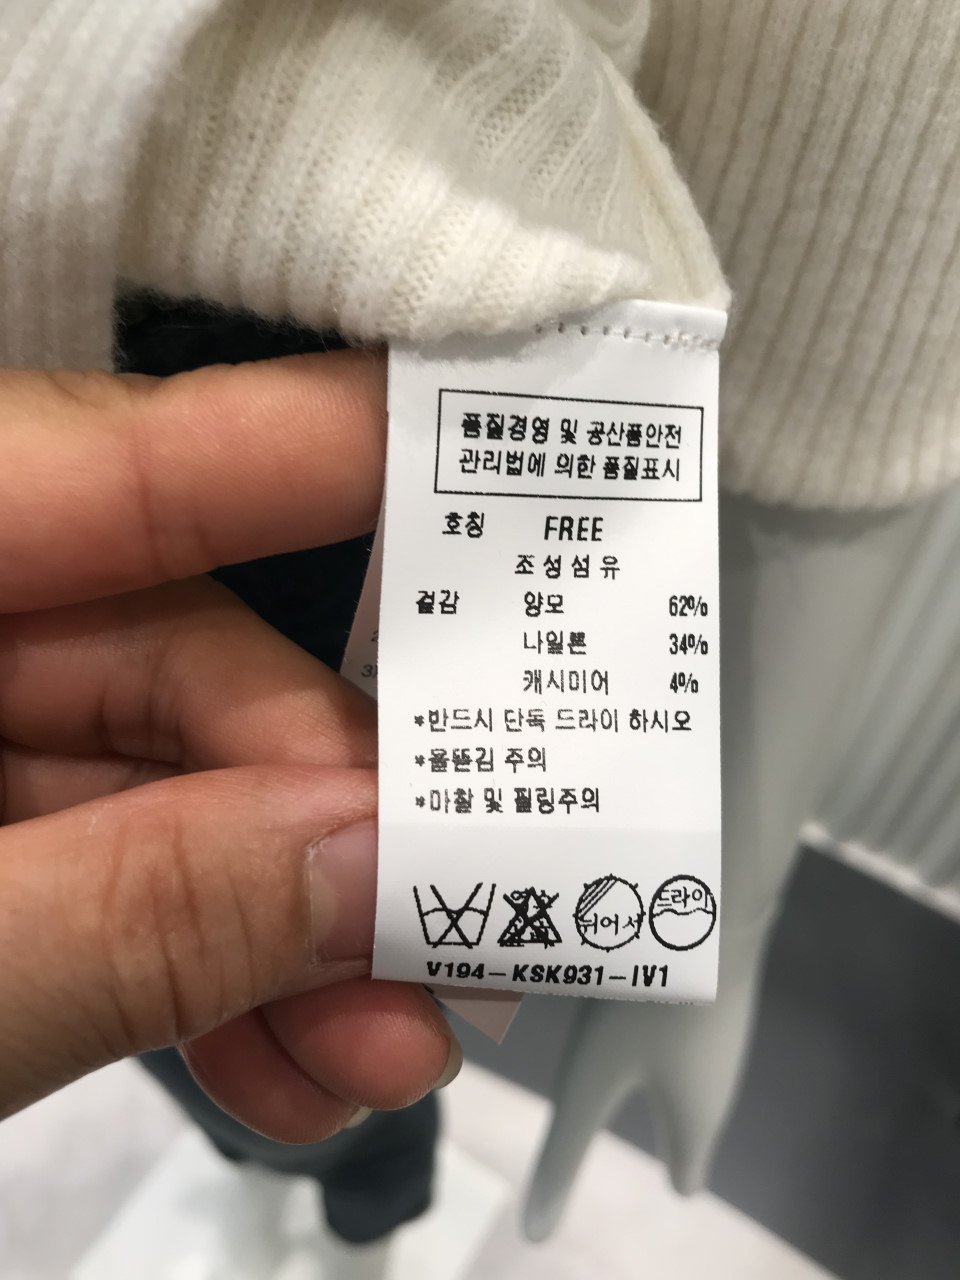 품질경영 및 공산품안전
관리법에 의한 품질표시
호칭 FREE
조성섬유
겉감 양모 62%
나일론 34%
캐시미어 4%
*반드시 단독 드라이 하시오
*올뜯김 주의
*마찰 및 필링주의
뉘어서
드라이
V194-KSK931-IV1